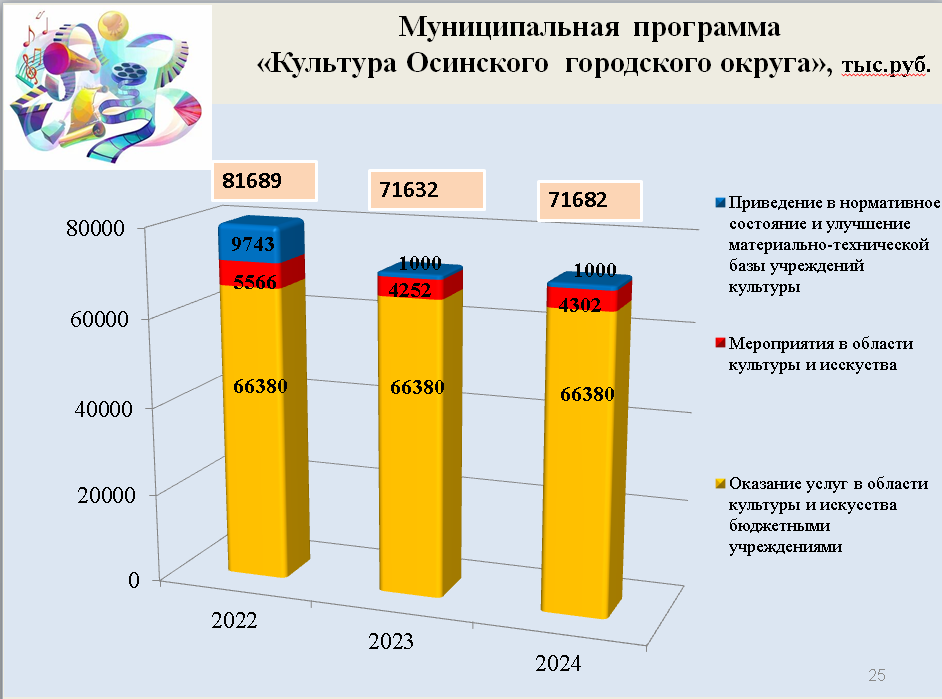 Муниципальная программа
«Культура Осинского городского округа», тыс.руб.
81689
71632
71682
80000
60000
40000
20000
0
9743
5566
66380
1000
4252
66380
1000
4302
66380
2022
2023
2024
Приведение в нормативное
состояние и улучшение
материально-технической
базы учреждений
культуры
Мероприятия в области
культуры и исскуства
Оказание услуг в области
культуры и искусства
бюджетными
учреждениями
25